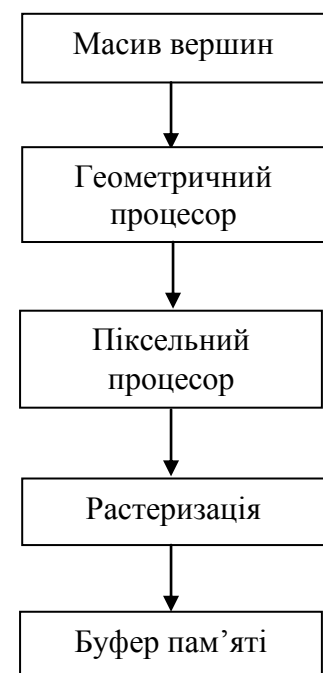 Масив вершин
Геометричний
процесор
Піксельний
процесор
Растеризація
Буфер пам’яті